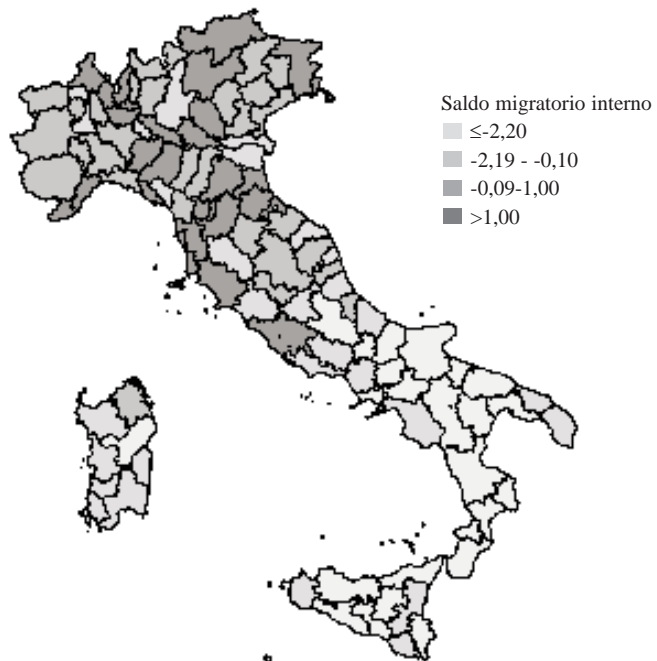 Saldo migratorio interno
≤-2,20
-2,19 - -0,10
-0,09-1,00
>1,00